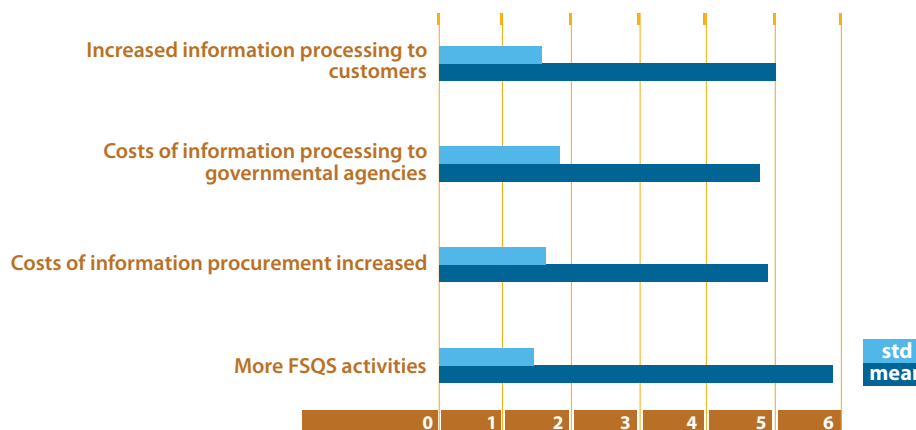 Increased information processing to
customers
Costs of information processing to
governmental agencies
Costs of information procurement increased
More FSQS activities
std
mean
0 1 2 3 4 5 6